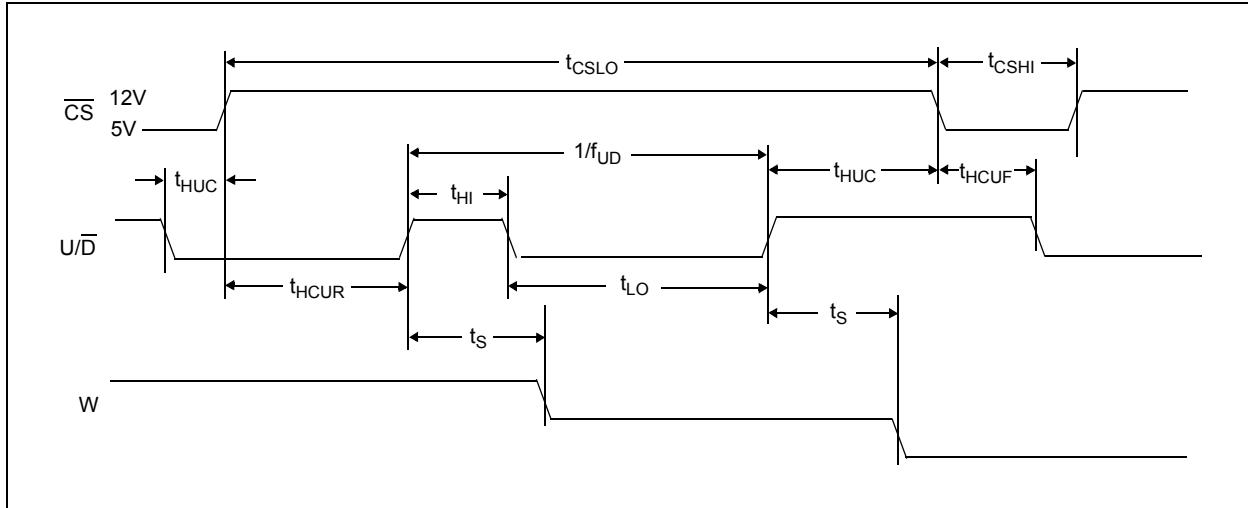 tCSLO
tCSHI
CS
12V
5V
1/fUD
tHUC
tHI
tHUC
tHCUF
U/D
tHCUR
tLO
tS
tS
W